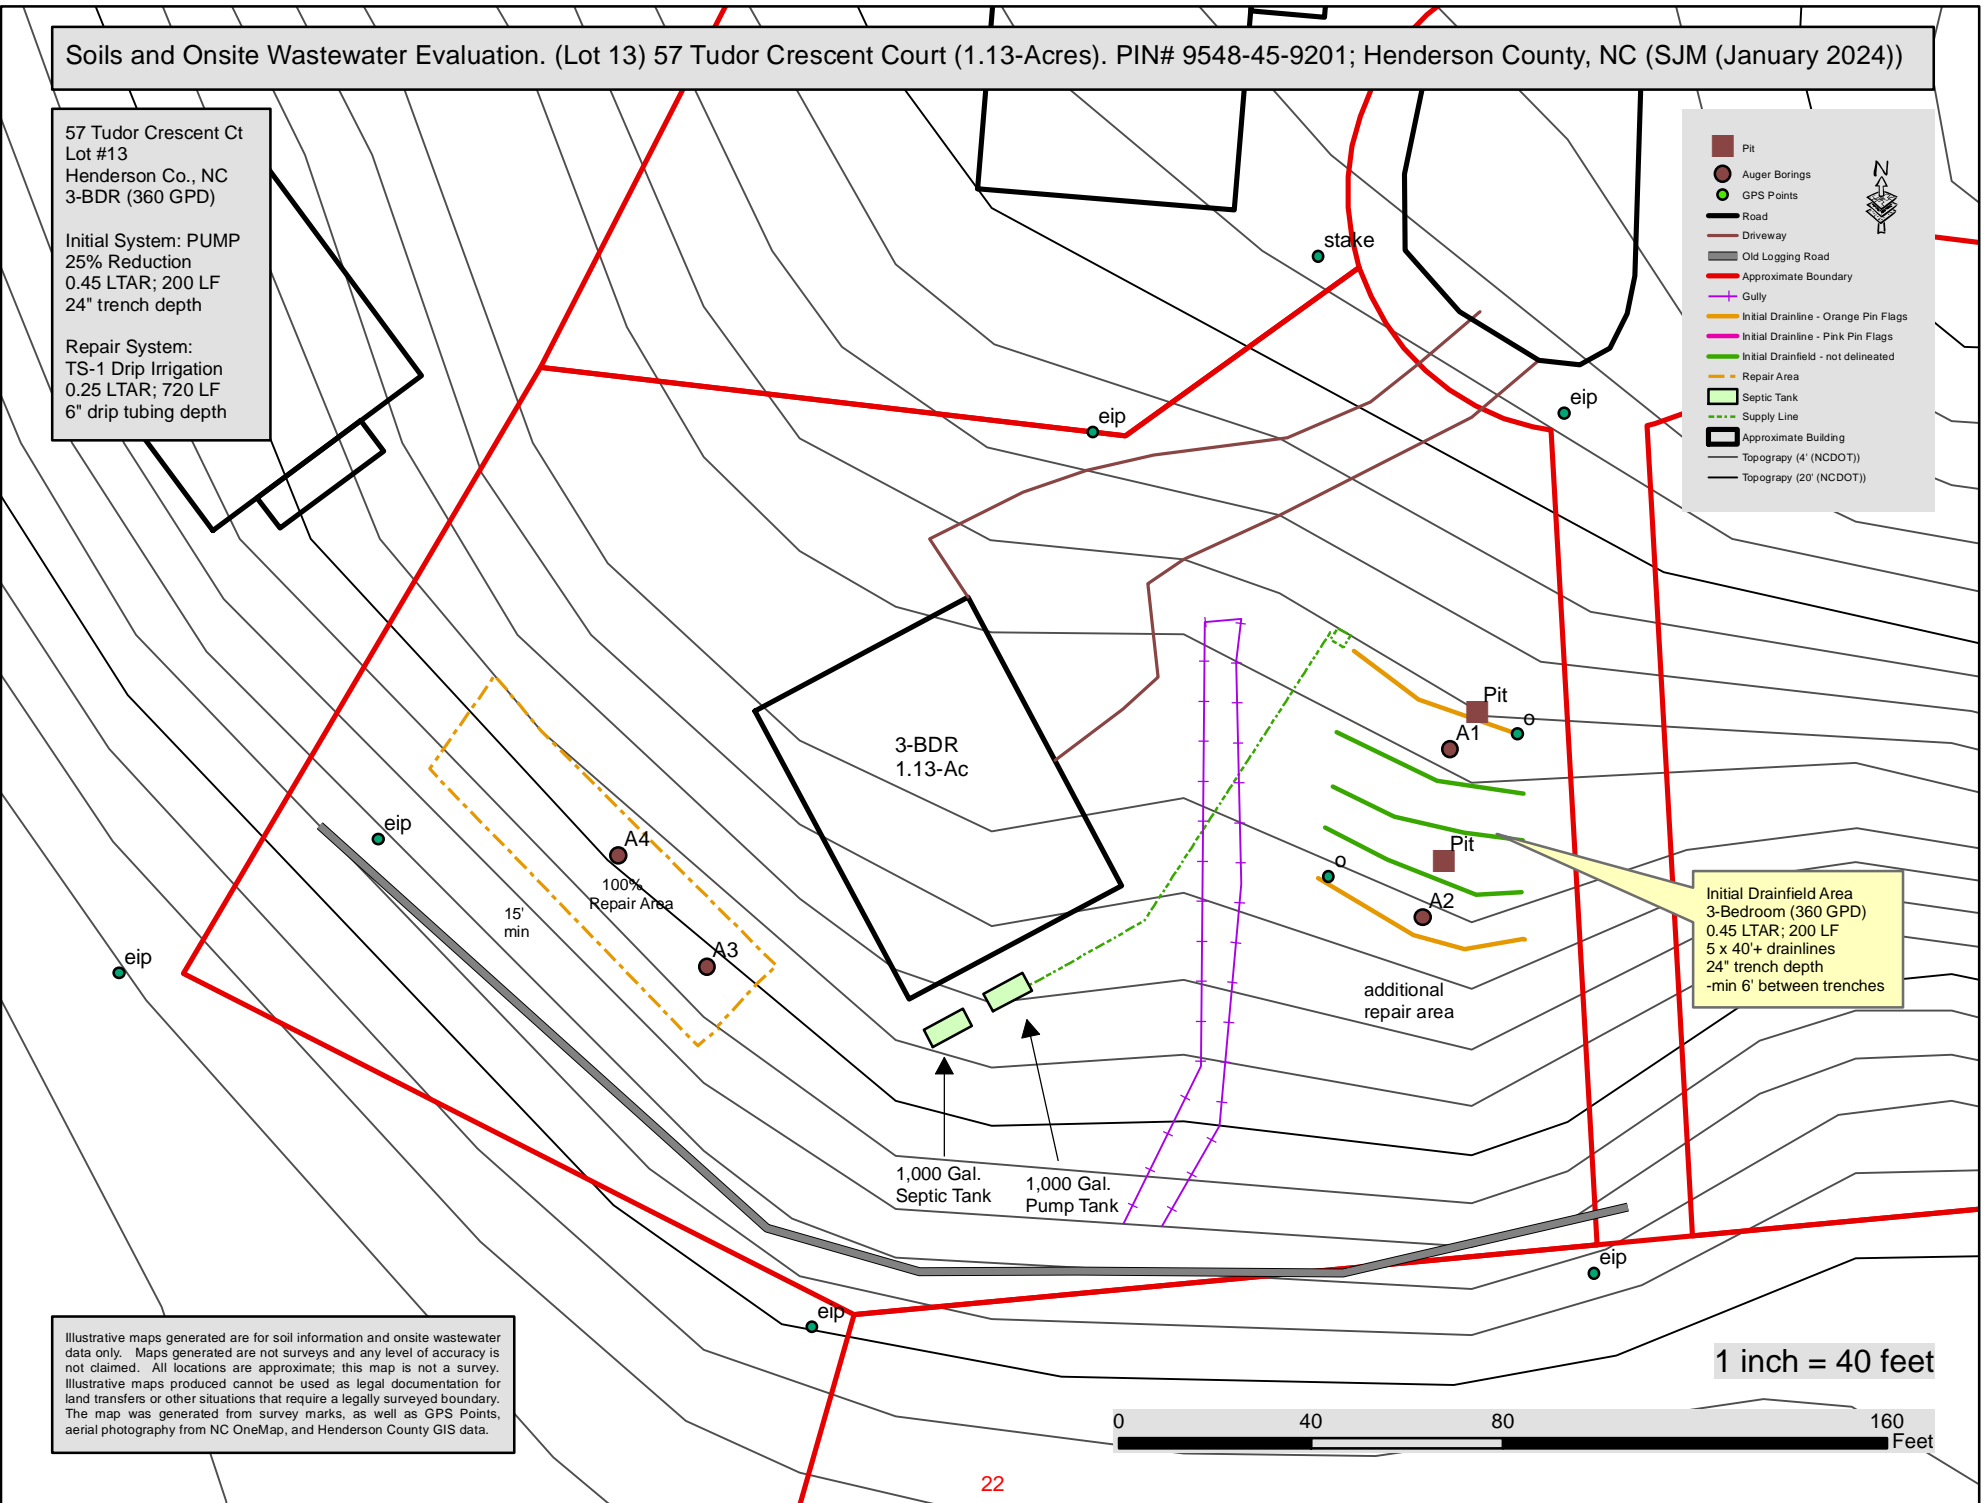 Soils and Onsite Wastewater Evaluation. (Lot 13) 57 Tudor Crescent Court (1.13-Acres). PIN# 9548-45-9201; Henderson County, NC (SJM (January 2024))
57 Tudor Crescent Ct
Lot #13
Henderson Co., NC
3-BDR (360 GPD)
Initial System: PUMP
25% Reduction
0.45 LTAR; 200 LF
24" trench depth
Repair System:
TS-1 Drip Irrigation
0.25 LTAR; 720 LF
6" drip tubing depth
N
Pit
Auger Borings
GPS Points
Road
Driveway
Old Logging Road
Approximate Boundary
Gully
Initial Drainline - Orange Pin Flags
Initial Drainline - Pink Pin Flags
Initial Drainfield - not delineated
Repair Area
Septic Tank
Supply Line
Approximate Building
Topograpy (4' (NCDOT))
Topograpy (20' (NCDOT))
stake
eip
eip
Pit
o
A1
3-BDR
1.13-Ac
eip
A4
100%
Repair Area
15'
min
A3
eip
Pit
o
A2
Initial Drainfield Area
3-Bedroom (360 GPD)
0.45 LTAR; 200 LF
5 x 40'+ drainlines
24" trench depth
-min 6' between trenches
additional
repair area
1,000 Gal.
Septic Tank
1,000 Gal.
Pump Tank
eip
eip
Illustrative maps generated are for soil information and onsite wastewater
data only. Maps generated are not surveys and any level of accuracy is
not claimed. All locations are approximate; this map is not a survey.
Illustrative maps produced cannot be used as legal documentation for
land transfers or other situations that require a legally surveyed boundary.
The map was generated from survey marks, as well as GPS Points,
aerial photography from NC OneMap, and Henderson County GIS data.
1 inch = 40 feet
0 40 80 160
Feet
22